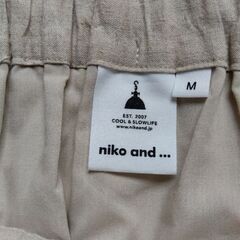 M
EST. 2007
COOL & SLOWLIFE
www.nikoand.jp
niko and ...